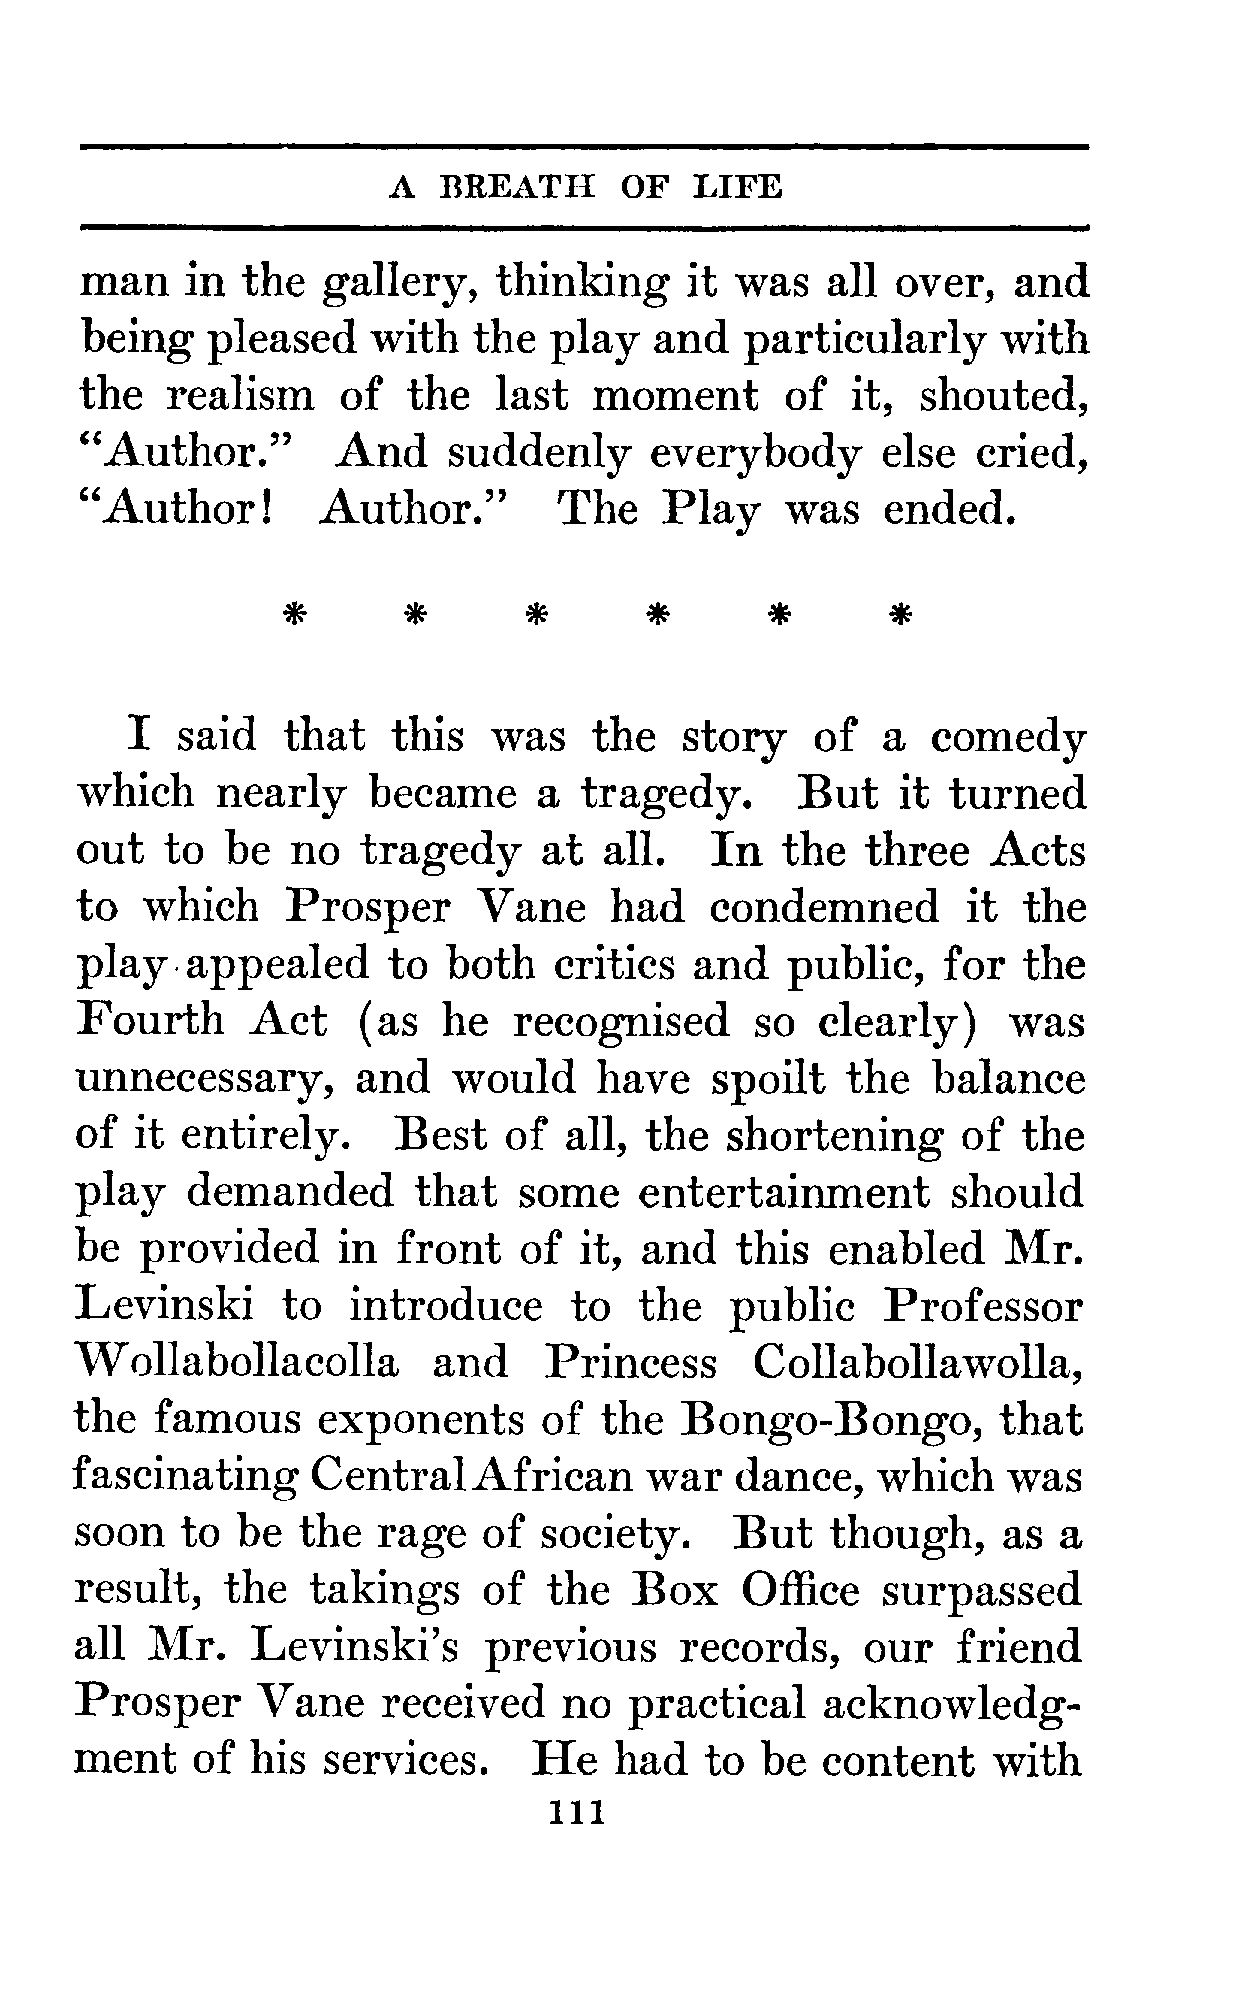 A BREATH OF LIFE
man in the gallery, thinking it was all over, and
being pleased with the play and particularly with
the realism of the last moment of it, shouted,
“Author.” And suddenly everybody else cried,
“Author! Author.” The Play was ended.
* * * * * *
I said that this was the story of a comedy
which nearly became a tragedy. But it turned
out to be no tragedy at all. In the three Acts
to which Prosper Vane had condemned it the
play appealed to both critics and public, for the
Fourth Act (as he recognised so clearly) was
unnecessary, and would have spoilt the balance
of it entirely. Best of all, the shortening of the
play demanded that some entertainment should
be provided in front of it, and this enabled Mr.
Levinski to introduce to the public Professor
Wollabollacolla and Princess Collabollawolla,
the famous exponents of the Bongo-Bongo, that
fascinating Central African war dance, which was
soon to be the rage of society. But though, as a
result, the takings of the Box Office surpassed
all Mr. Levinski's previous records, our friend
Prosper Vane received no practical acknowledg-
ment of his services. He had to be content with
111